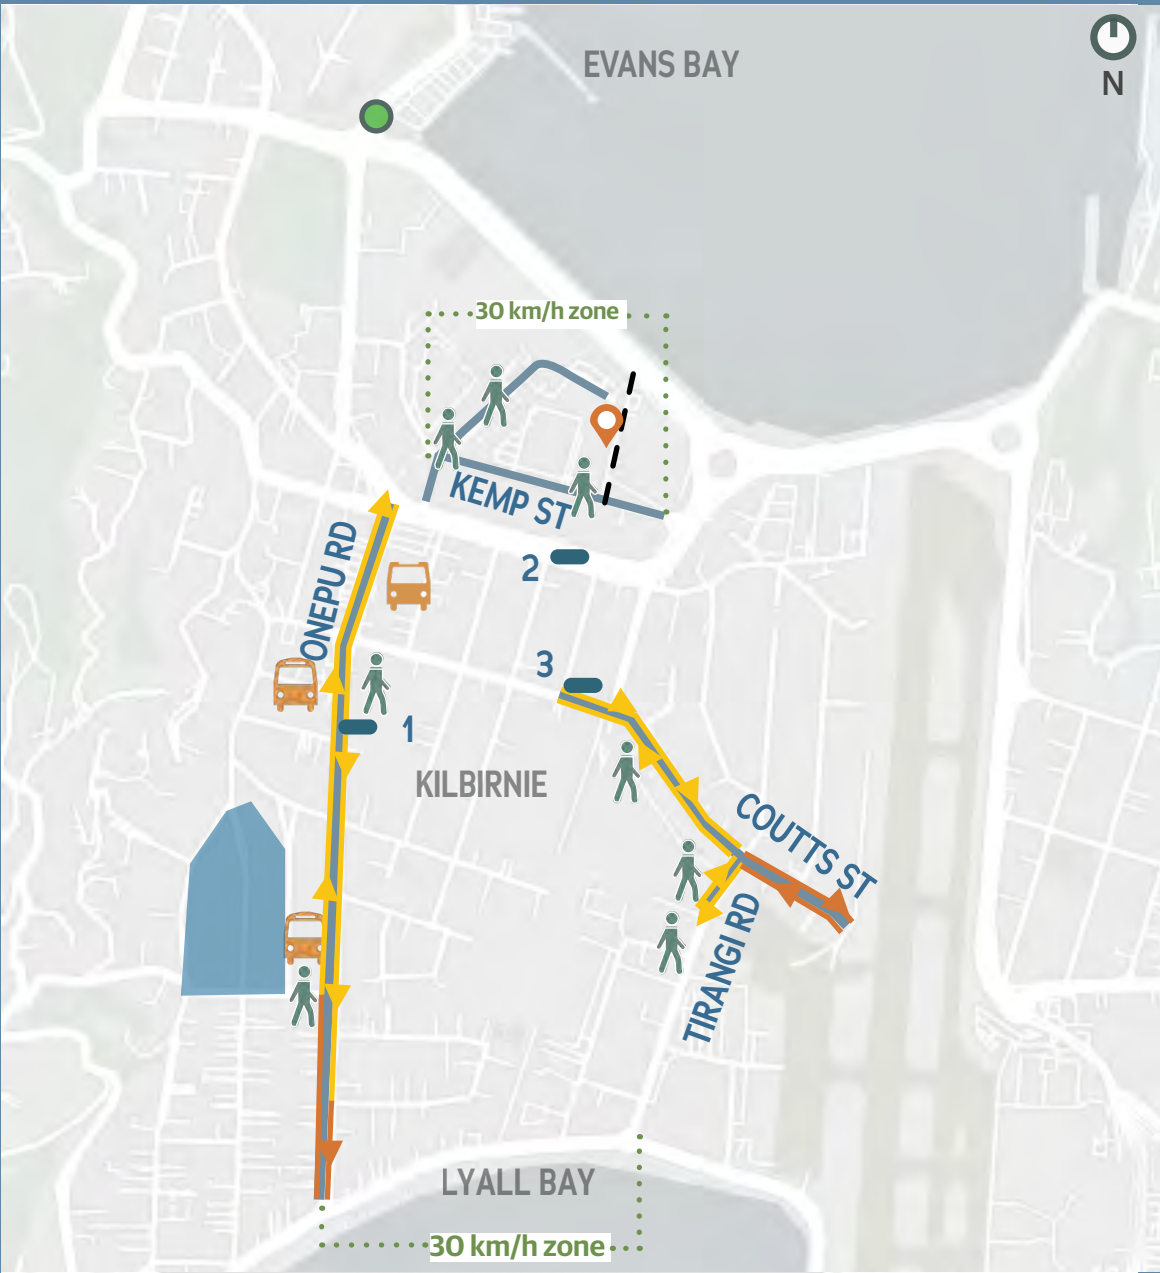 EVANS BAY
N
30 km/h zone
KEMP ST
ONEPU RD
2
3
1
KILBIRNIE
COUTTS ST
TIRANGI RD
LYALL BAY
30 km/h zone